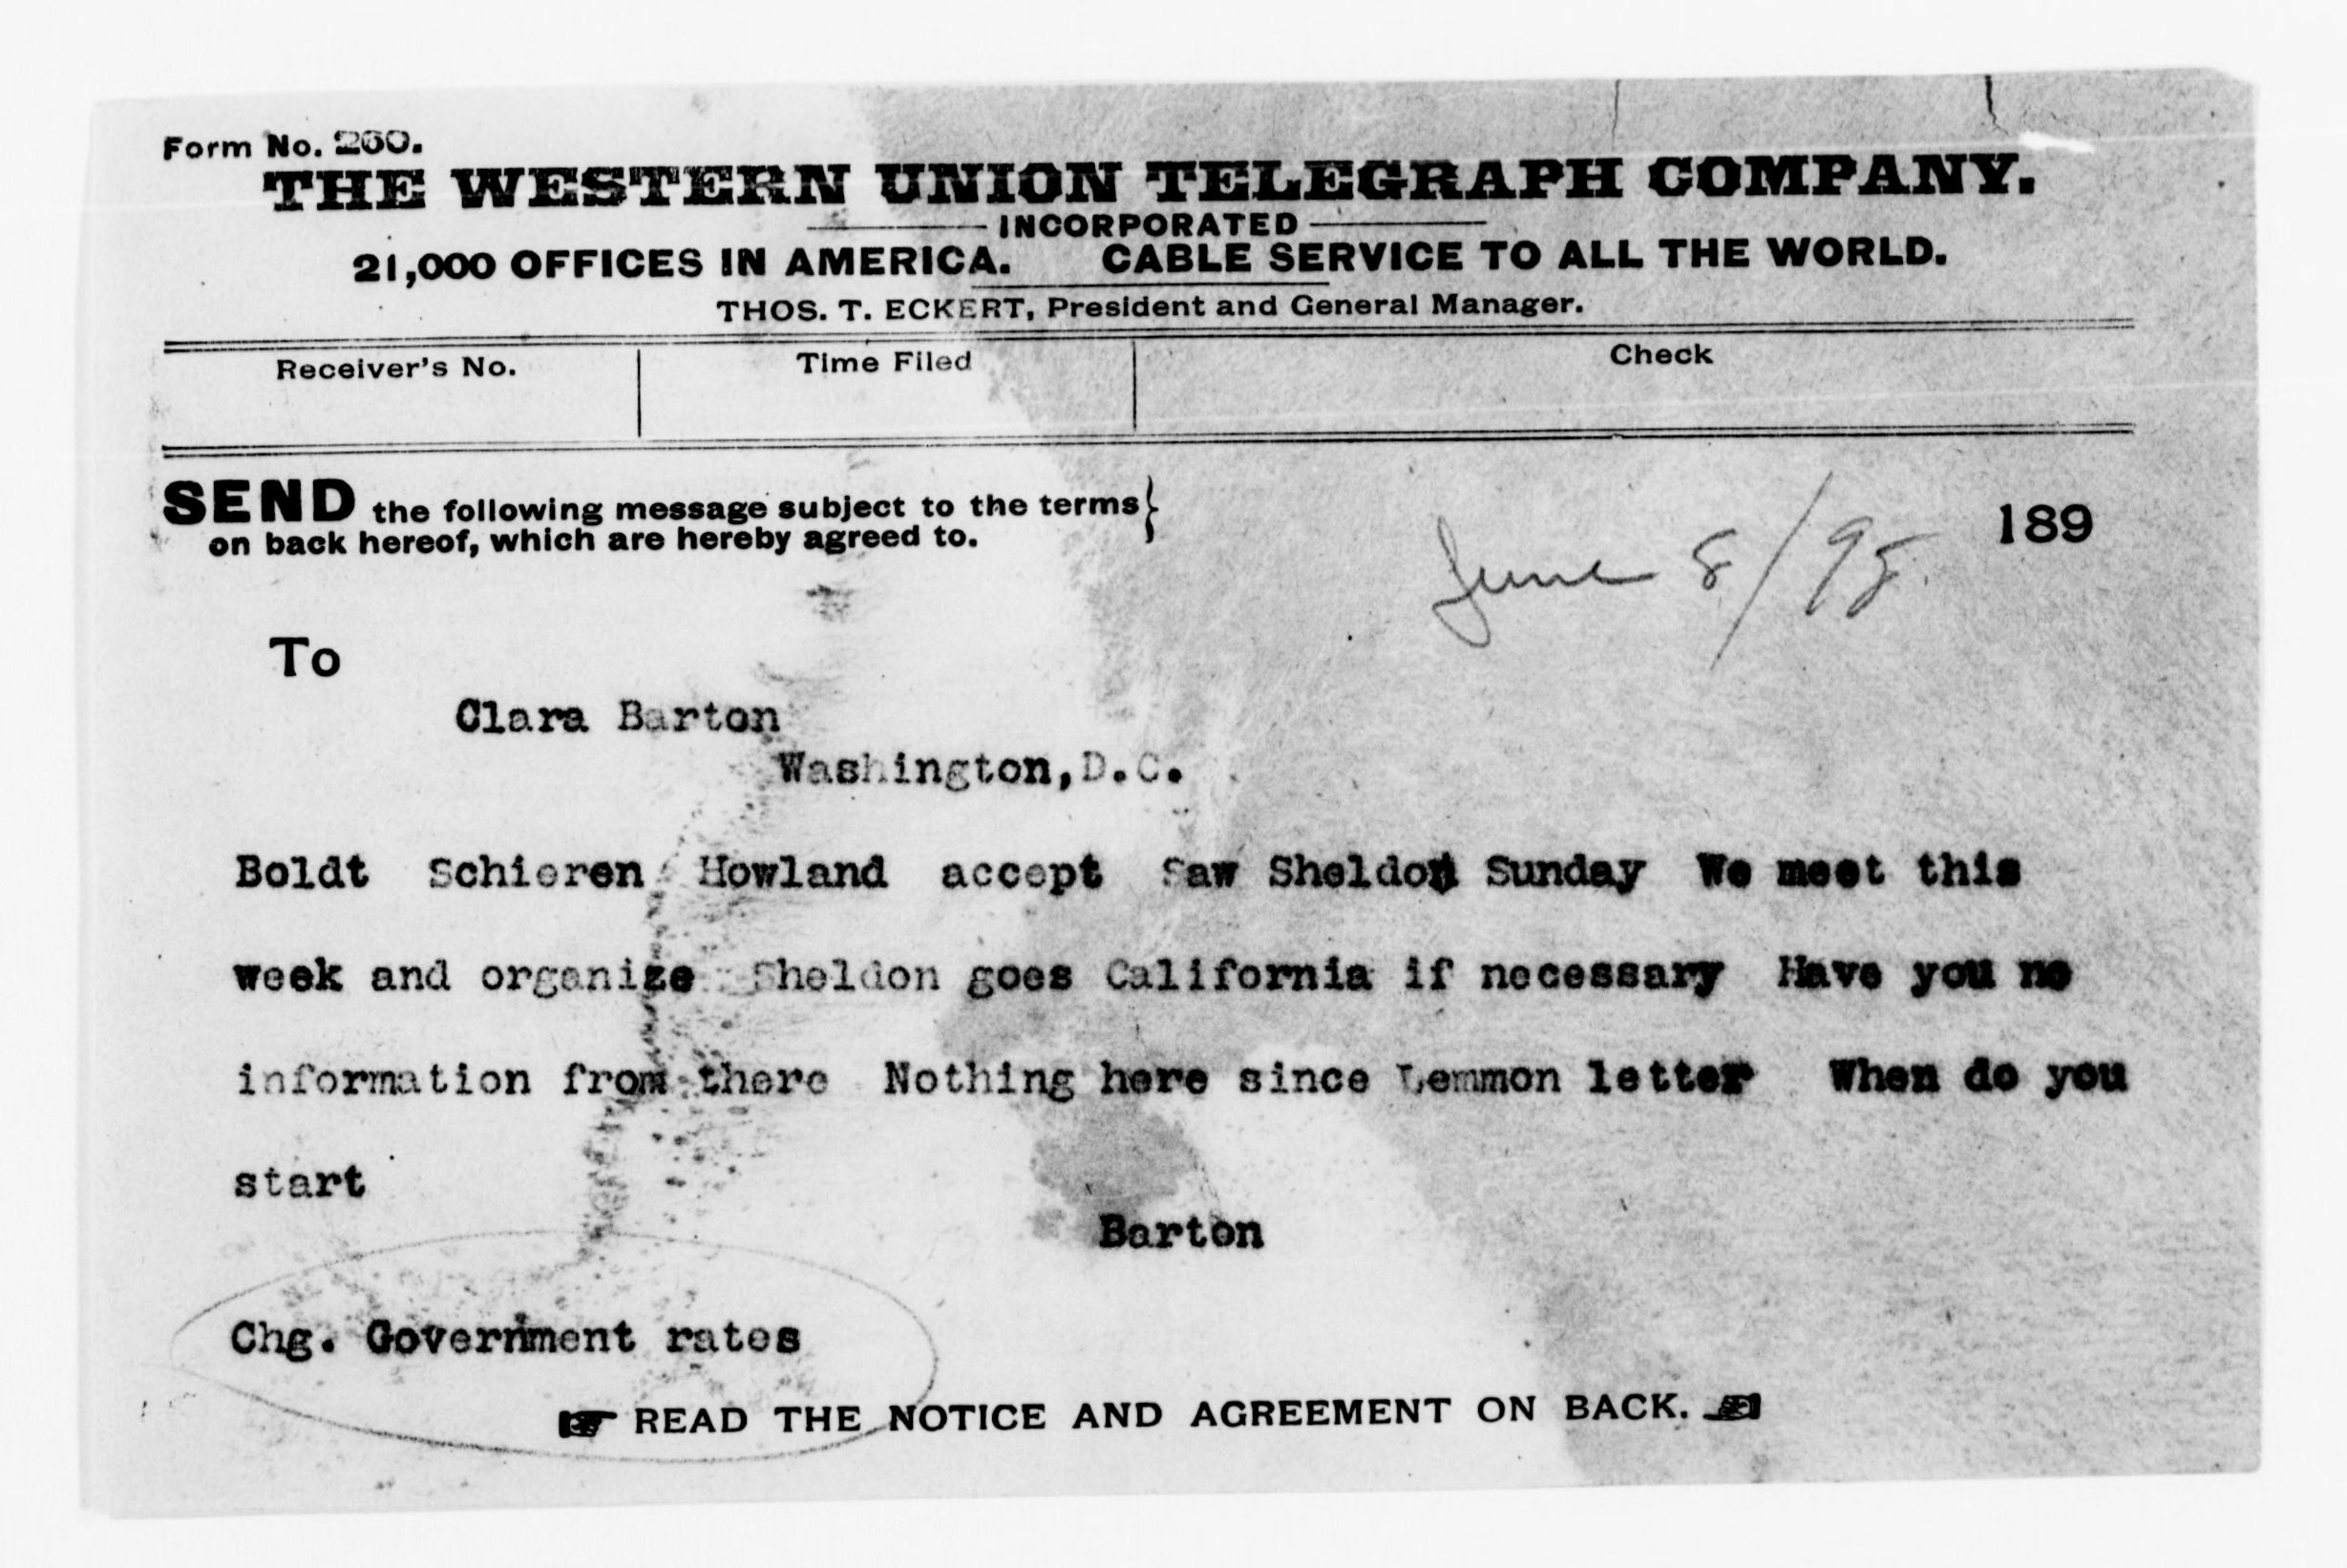 Form No. 260.
THE WESTERN UNION TELEGRAPH COMPANY.
INCORPORATED
21,000 OFFICES IN AMERICA. CABLE SERVICE TO ALL THE WORLD.
THOS. T. ECKERT, President and General Manager.
Receiver's No. Time Filed Check
SEND the following message subject to the terms
on back hereof, which are hereby agreed to.
June 8/98. 189
To
Clara Barton
Washington,D.C.
Boldt Schieren Howland accept Saw Sheldon Sunday We meet this
week and organize Sheldon goes California if necessary Have you no
information from there Nothing here since Lemmon letter When do you
start
Barton
Chg. Government rates
READ THE NOTICE AND AGREEMENT ON BACK.